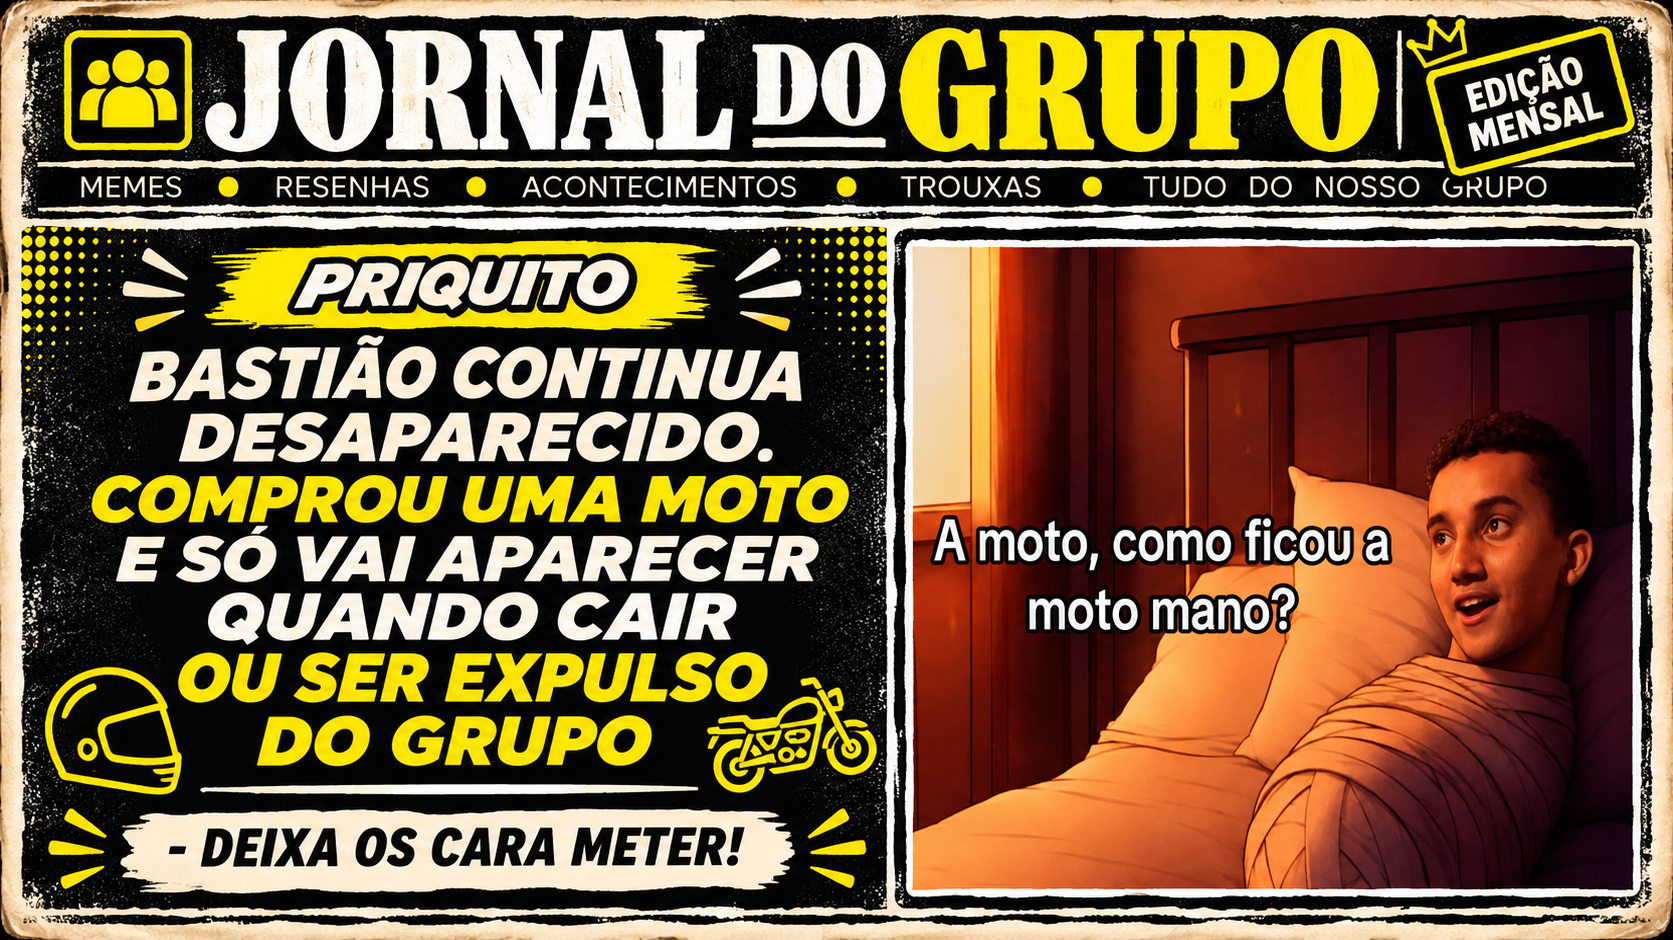 JORNAL DO GRUPO
EDIÇÃO
MENSAL
MEMES RESENHAS ACONTECIMENTOS TROUXAS TUDO DO NOSSO GRUPO
PRIQUITO
BASTIÃO CONTINUA
DESAPARECIDO.
COMPROU UMA MOTO
E SÓ VAI APARECER
QUANDO CAIR
OU SER EXPULSO
DO GRUPO
- DEIXA OS CARA METER!
A moto, como ficou a
moto mano?